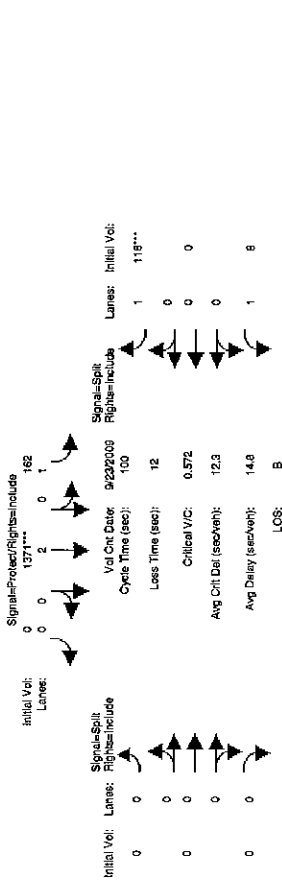 Signal=Protect/Rights=Include
Initial Vol: 0 1371*** 162
Lanes: 0 0 2 0 1
Signal=Split
Rights=Include
Signal=Split
Rights=Include
Initial Vol: Lanes: Vol Cnt Date: 9/23/2009 Lanes: Initial Vol:
0 0 Cycle Time (sec): 100 1 118***
0 Loss Time (sec): 12 0
0 0 Critical V/C: 0.572 0 0
0 Avg Crit Del (sec/veh): 12.3 0
0 0 Avg Delay (sec/veh): 14.8 1 8
LOS: B